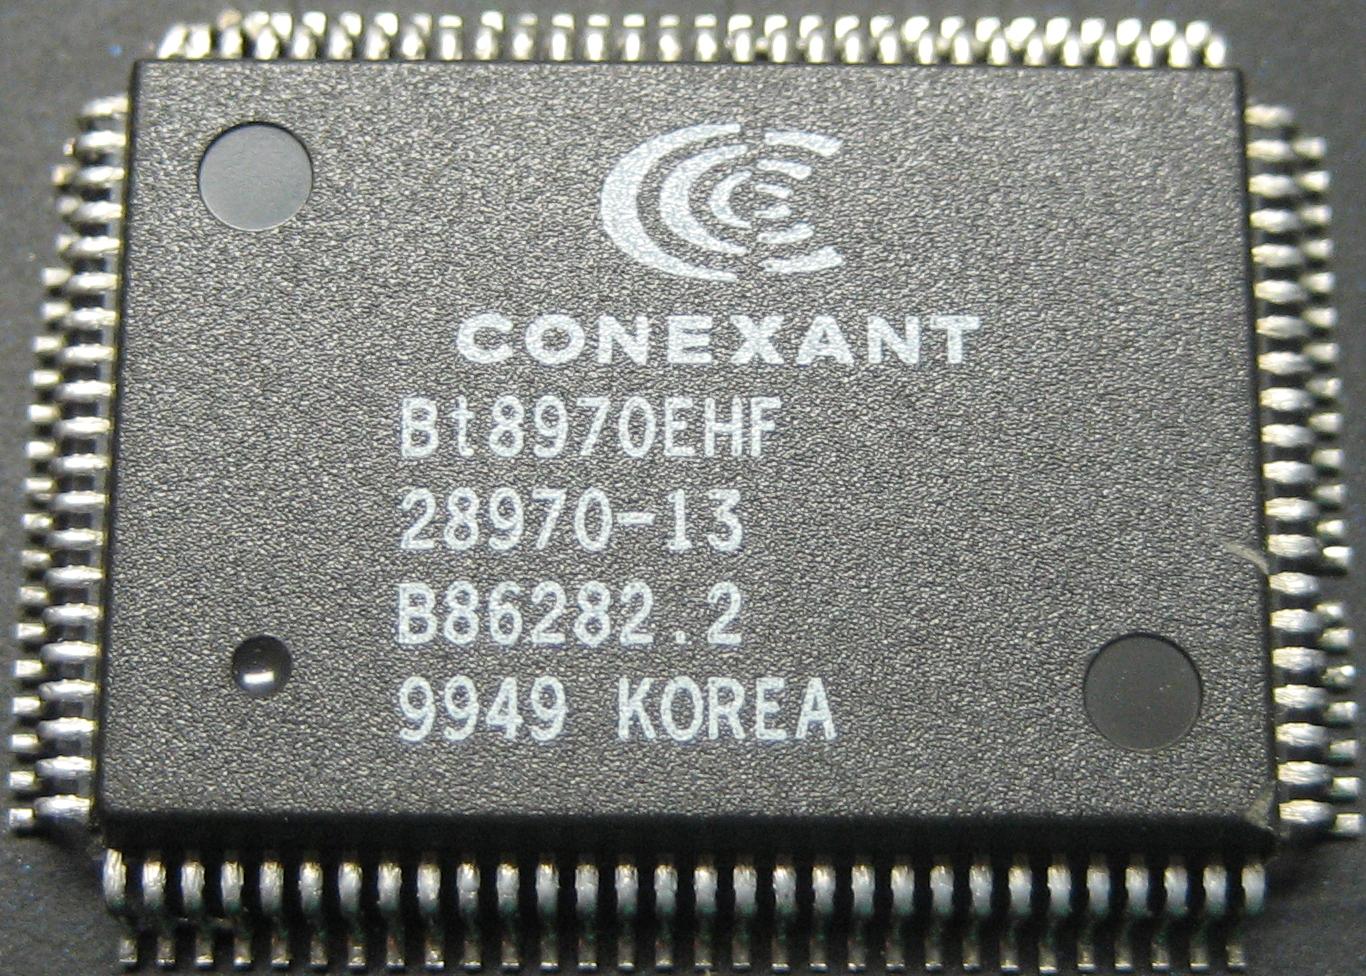 CONEXANT
Bt8970EHF
28970-13
B86282.2
9949 KOREA